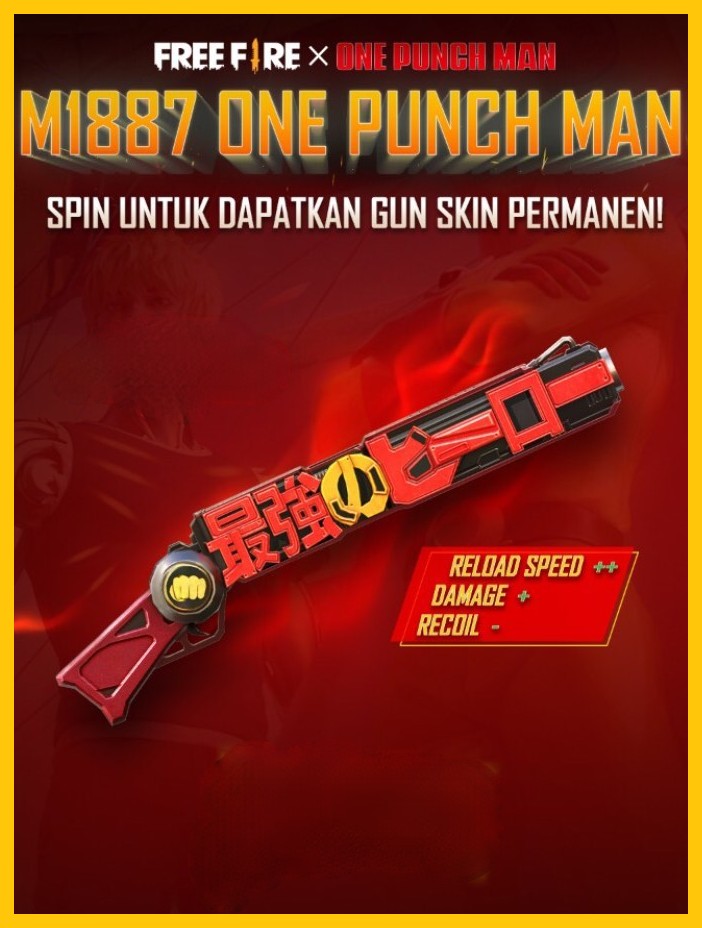 FREE FIRE × ONE PUNCH MAN
M1887 ONE PUNCH MAN
SPIN UNTUK DAPATKAN GUN SKIN PERMANEN!
最強のヒーロー
RELOAD SPEED ++
DAMAGE +
RECOIL -